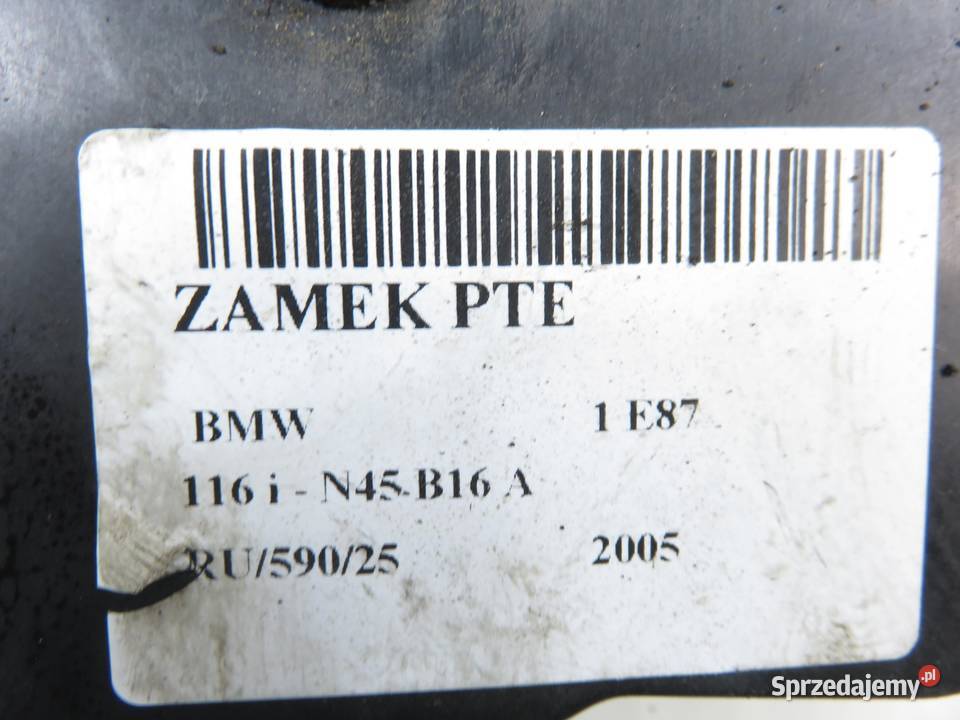 ZAMEK PTE
BMW 1 E87
116 i - N45 B16 A
RU/590/25 2005
Sprzedajemy.pl